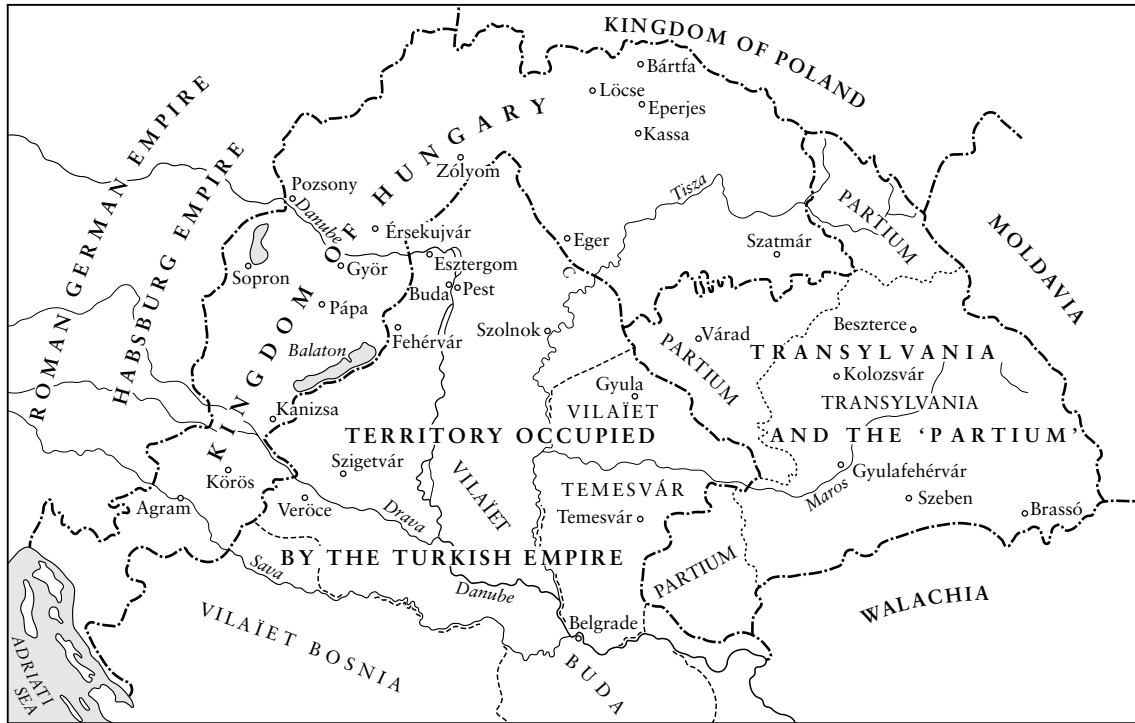 KINGDOM OF POLAND
Bártfa
Löcse
Eperjes
Kassa
ROMAN GERMAN EMPIRE
HABSBURG EMPIRE
KINGDOM OF HUNGARY
Zólyom
Pozsony
Danube
Tisza
PARTIUM
MOLDAVIA
Érsekujvár
Eger
Szatmár
Sopron
Györ
Esztergom
Buda
Pest
Pápa
Fehérvár
Szolnok
Várad
Beszterce
Balaton
PARTIUM
TRANSYLVANIA
Gyula
Kolozsvár
Kanizsa
VILAÏET
TRANSYLVANIA
TERRITORY OCCUPIED
AND THE ‘PARTIUM’
Szigetvár
Körös
VILAÏET
TEMESVÁR
Gyulafehérvár
Maros
Agram
Veröce
Drava
Temesvár
Szeben
Brassó
BY THE TURKISH EMPIRE
Sava
Danube
PARTIUM
WALACHIA
VILAÏET BOSNIA
Belgrade
BUDA
ADRIATI
SEA